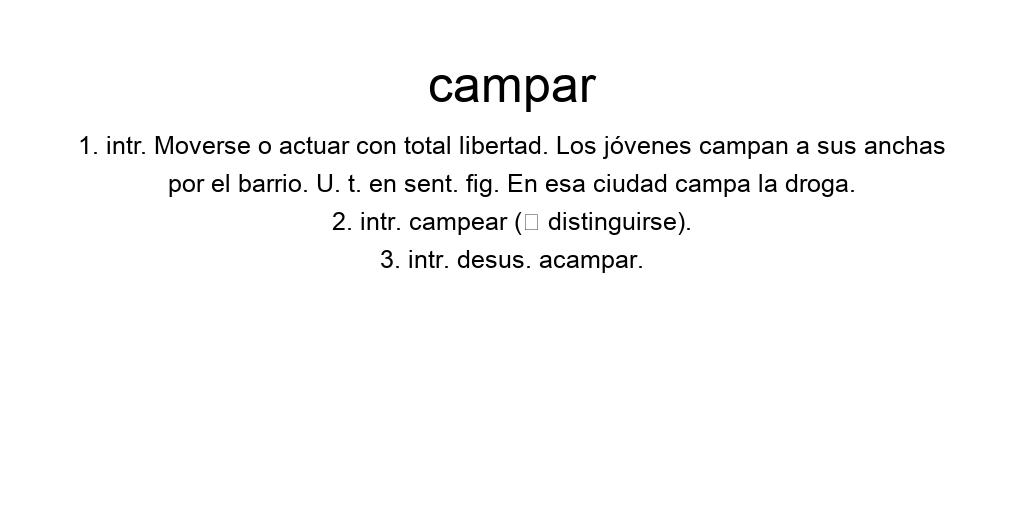 campar
1. intr. Moverse o actuar con total libertad. Los jóvenes campan a sus anchas
por el barrio. U. t. en sent. fig. En esa ciudad campa la droga.
2. intr. campear (▯ distinguirse).
3. intr. desus. acampar.